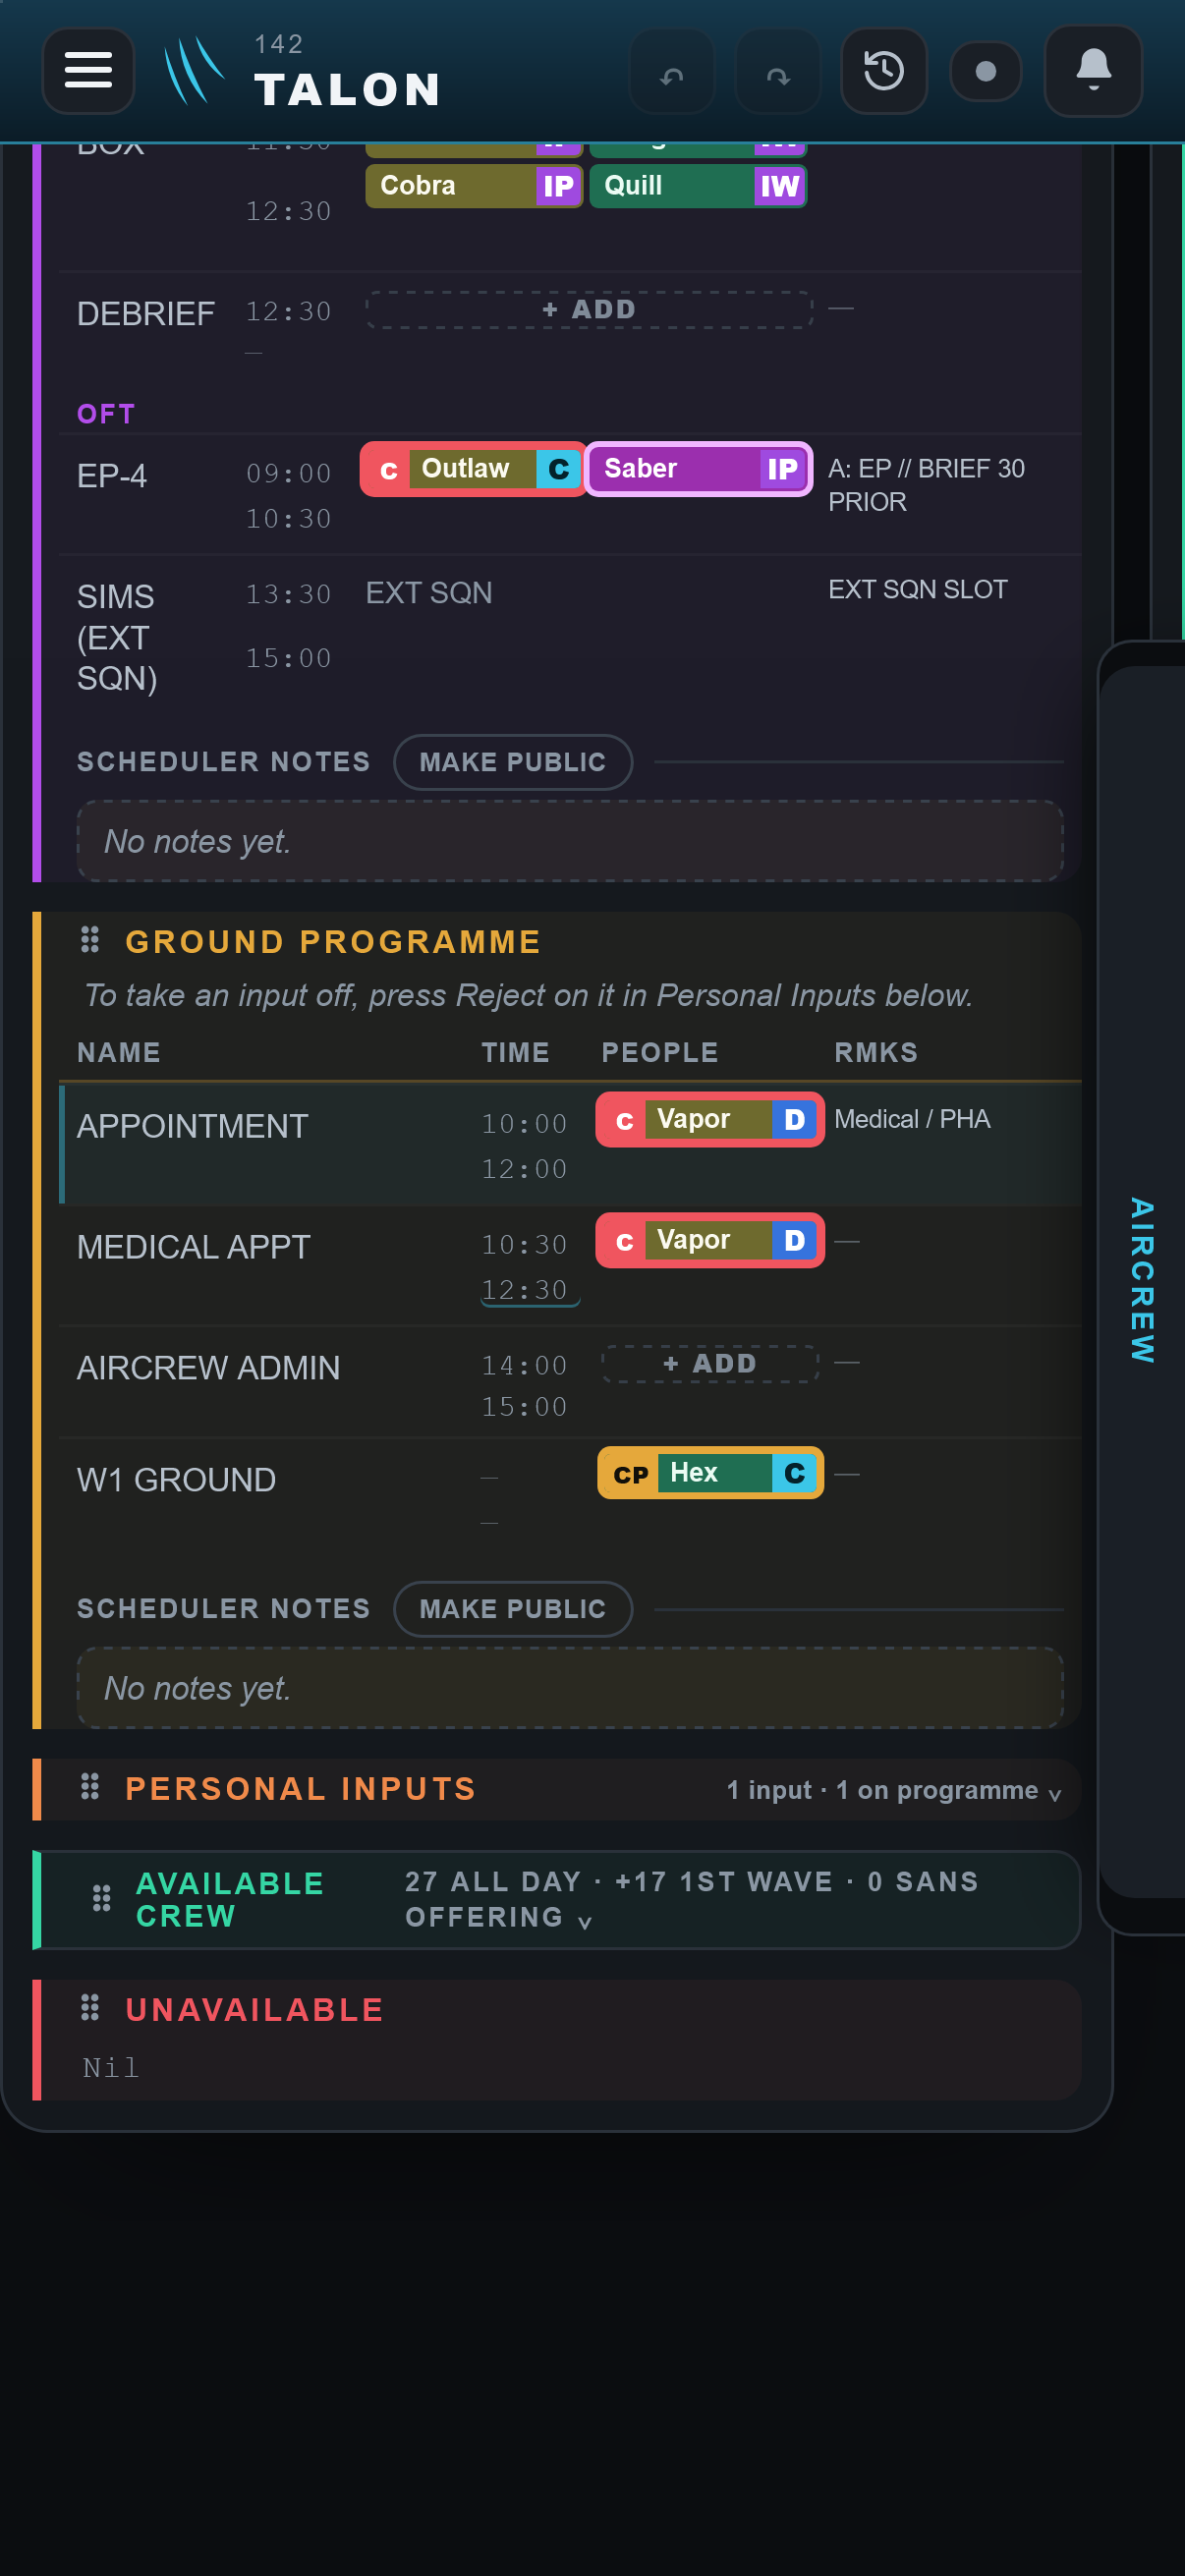 142
TALON
BOX 11:30
Cobra IP Quill IW
12:30
DEBRIEF 12:30 + ADD —
—
OFT
EP-4 09:00 C Outlaw C Saber IP A: EP // BRIEF 30
10:30 PRIOR
SIMS 13:30 EXT SQN EXT SQN SLOT
(EXT
SQN) 15:00
SCHEDULER NOTES MAKE PUBLIC
No notes yet.
GROUND PROGRAMME
To take an input off, press Reject on it in Personal Inputs below.
NAME TIME PEOPLE RMKS
APPOINTMENT 10:00 C Vapor D Medical / PHA
12:00
MEDICAL APPT 10:30 C Vapor D —
12:30
AIRCREW ADMIN 14:00 + ADD —
15:00
W1 GROUND — CP Hex C —
—
SCHEDULER NOTES MAKE PUBLIC
No notes yet.
PERSONAL INPUTS 1 input · 1 on programme
AVAILABLE 27 ALL DAY · +17 1ST WAVE · 0 SANS
CREW OFFERING
UNAVAILABLE
Nil
AIRCREW